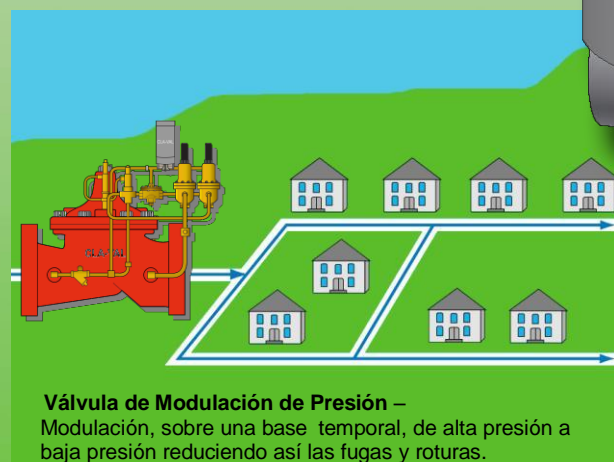 Válvula de Modulación de Presión –
Modulación, sobre una base temporal, de alta presión a
baja presión reduciendo así las fugas y roturas.